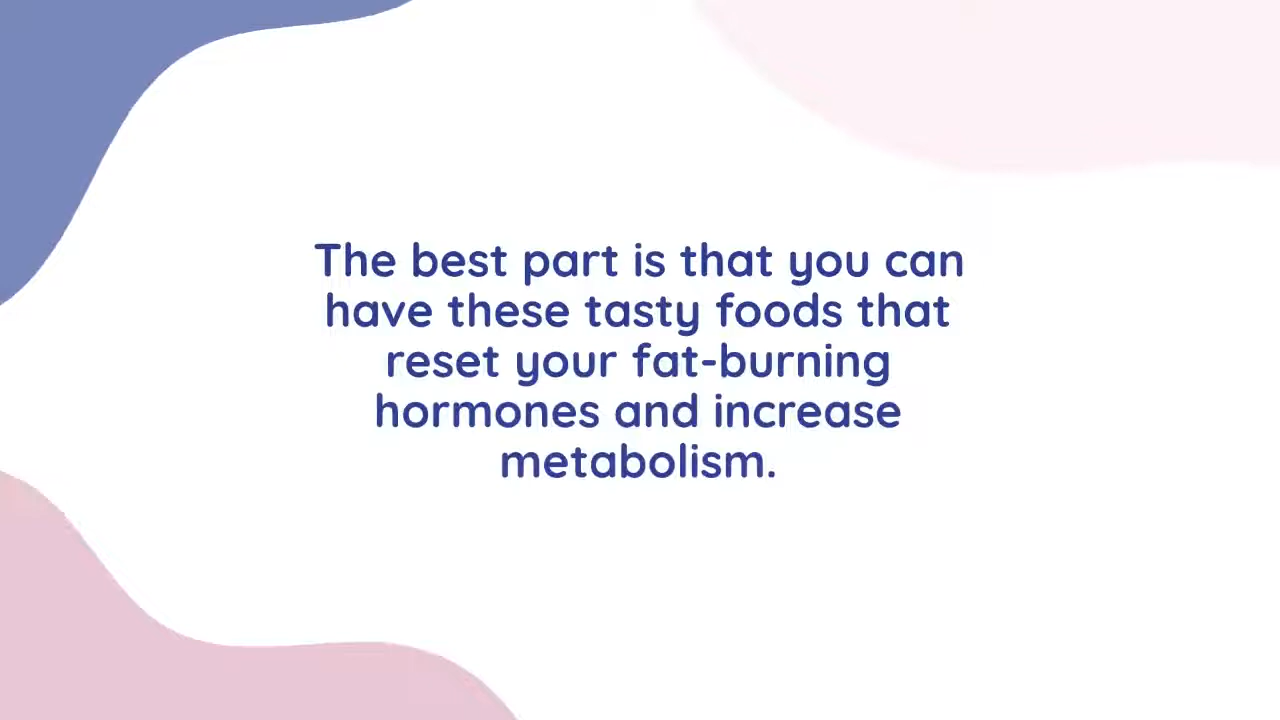 The best part is that you can
have these tasty foods that
reset your fat-burning
hormones and increase
metabolism.